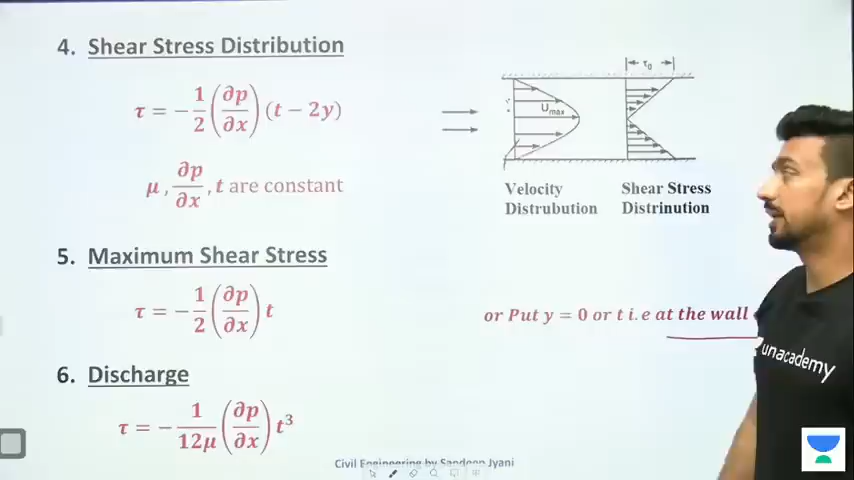 4. Shear Stress Distribution
τ = −1/2 (∂p/∂x) (t − 2y)
μ, ∂p/∂x, t are constant
τ₀
Umax
Velocity Distrubution
Shear Stress Distrinution
5. Maximum Shear Stress
τ = −1/2 (∂p/∂x) t
or Put y = 0 or t i.e at the wall
6. Discharge
τ = −1/12μ (∂p/∂x) t³
Civil Engineering by Sandeep Jyani
unacademy